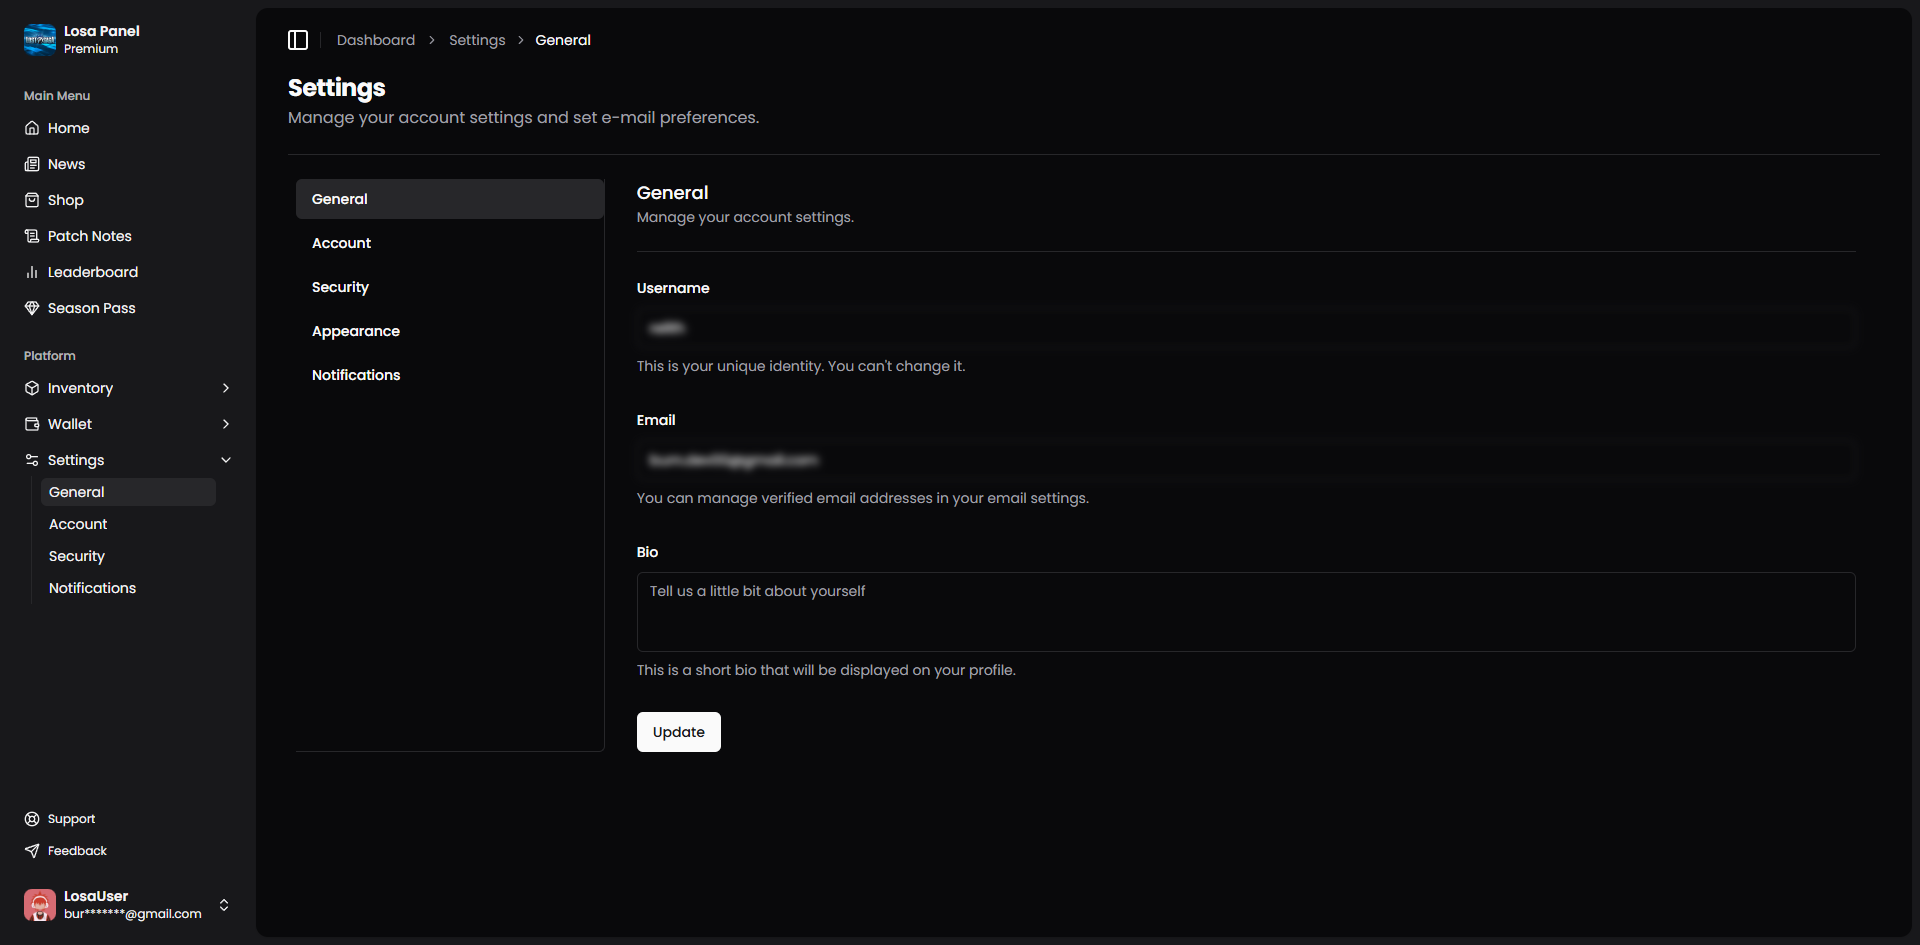 Losa Panel
Premium
Main Menu
Home
News
Shop
Patch Notes
Leaderboard
Season Pass
Platform
Inventory
Wallet
Settings
General
Account
Security
Notifications
Support
Feedback
LosaUser
bur*******@gmail.com
Dashboard > Settings > General
Settings
Manage your account settings and set e-mail preferences.
General
Account
Security
Appearance
Notifications
General
Manage your account settings.
Username
This is your unique identity. You can't change it.
Email
You can manage verified email addresses in your email settings.
Bio
Tell us a little bit about yourself
This is a short bio that will be displayed on your profile.
Update